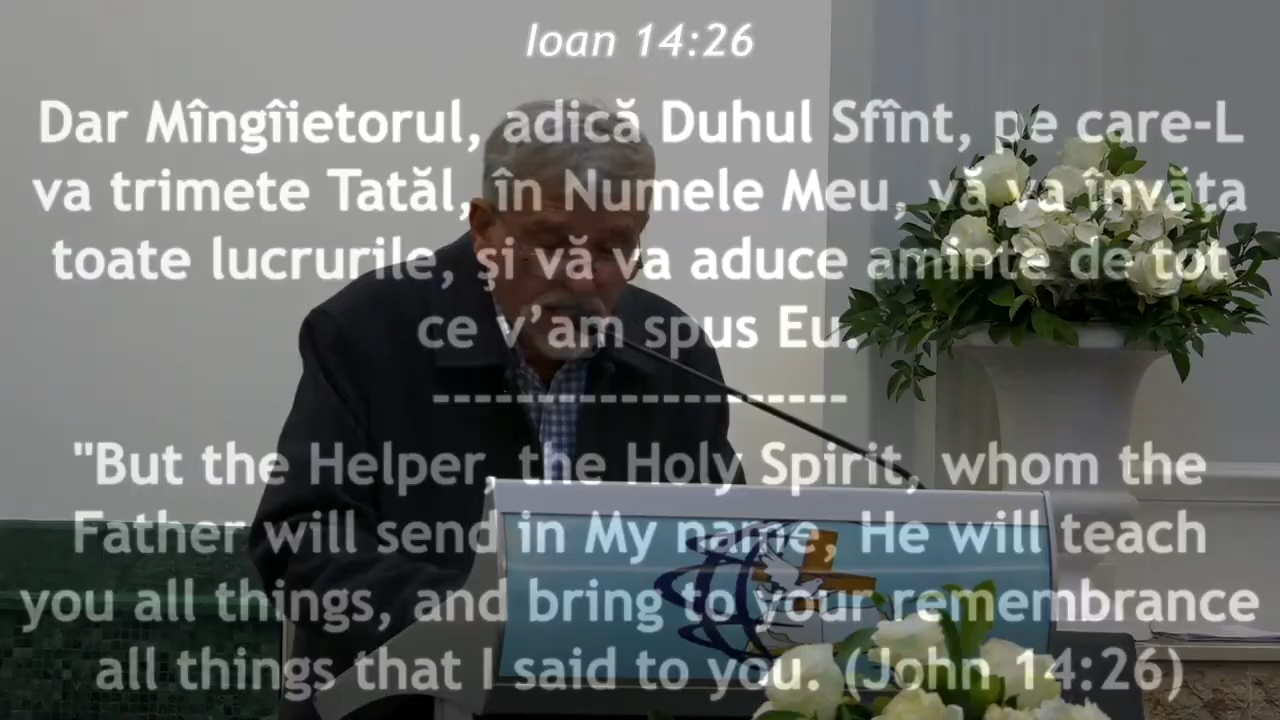 Ioan 14:26
Dar Mîngîietorul, adică Duhul Sfînt, pe care-L
va trimete Tatăl, în Numele Meu, vă va învăța
toate lucrurile, şi vă va aduce aminte de tot
ce v’am spus Eu.
--------------------
"But the Helper, the Holy Spirit, whom the
Father will send in My name, He will teach
you all things, and bring to your remembrance
all things that I said to you. (John 14:26)